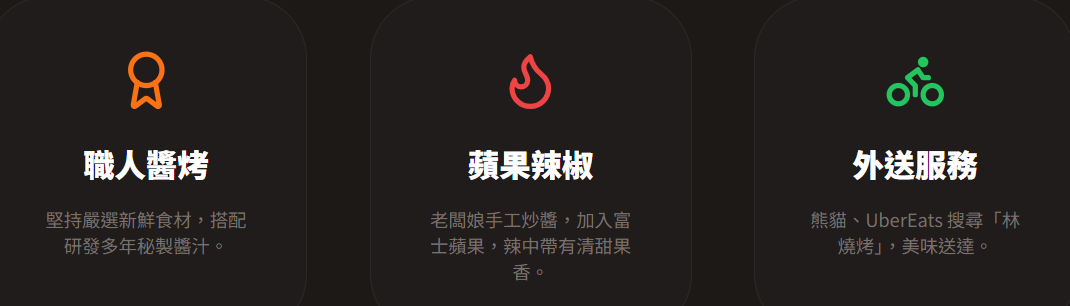 職人醬烤
堅持嚴選新鮮食材，搭配
研發多年秘製醬汁。
蘋果辣椒
老闆娘手工炒醬，加入富
士蘋果，辣中帶有清甜果
香。
外送服務
熊貓、UberEats 搜尋「林
燒烤」，美味送達。